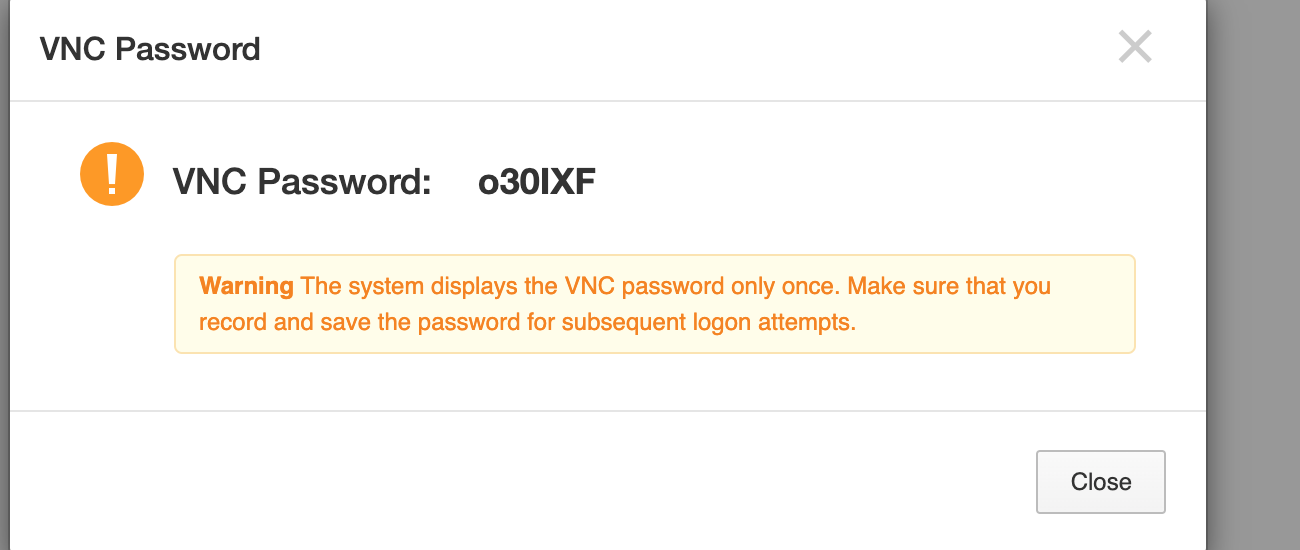 VNC Password
VNC Password: o30IXF
Warning The system displays the VNC password only once. Make sure that you
record and save the password for subsequent logon attempts.
Close